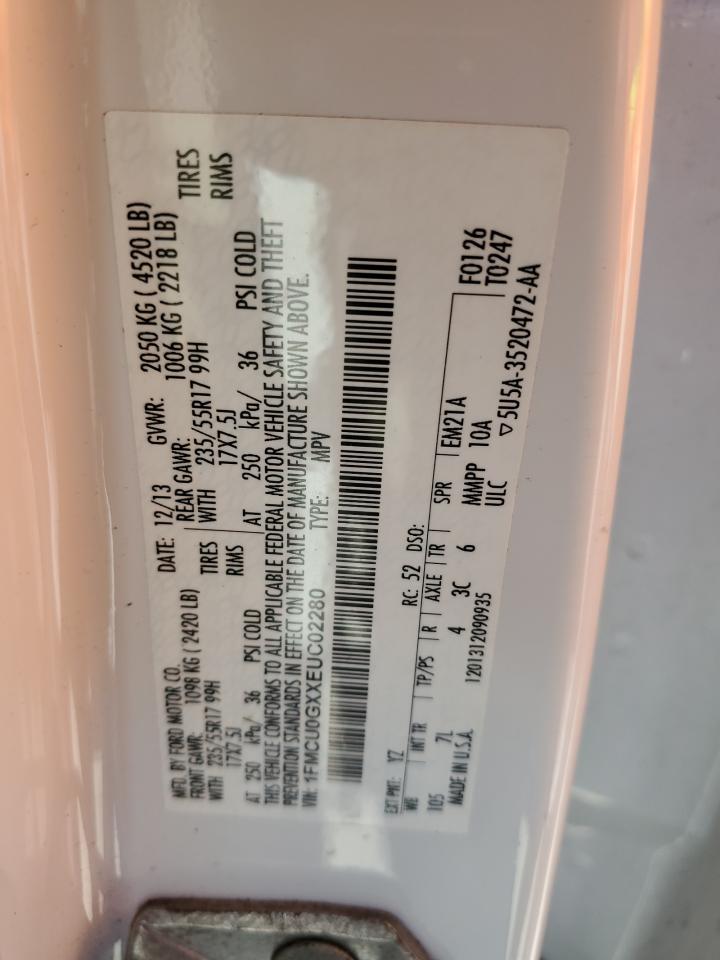 MFD. BY FORD MOTOR CO.
DATE: 12/13 GVWR: 2050 KG ( 4520 LB)
FRONT GAWR: 1098 KG ( 2420 LB) REAR GAWR: 1006 KG ( 2218 LB)
WITH 235/55R17 99H TIRES WITH 235/55R17 99H TIRES
17X7.5J RIMS 17X7.5J RIMS
AT 250 kPa/ 36 PSI COLD AT 250 kPa/ 36 PSI COLD
THIS VEHICLE CONFORMS TO ALL APPLICABLE FEDERAL MOTOR VEHICLE SAFETY AND THEFT
PREVENTION STANDARDS IN EFFECT ON THE DATE OF MANUFACTURE SHOWN ABOVE.
VIN: 1FMCU0GXXEUC02280 TYPE: MPV
EXT PNT: YZ RC: 52 DSO: F0126
WB INT TR TP/PS R AXLE TR SPR EM21A T0247
105 7L 4 3C 6 MMPP 10A
MADE IN U.S.A. 1201312090935 ULC ▽5U5A-3520472-AA